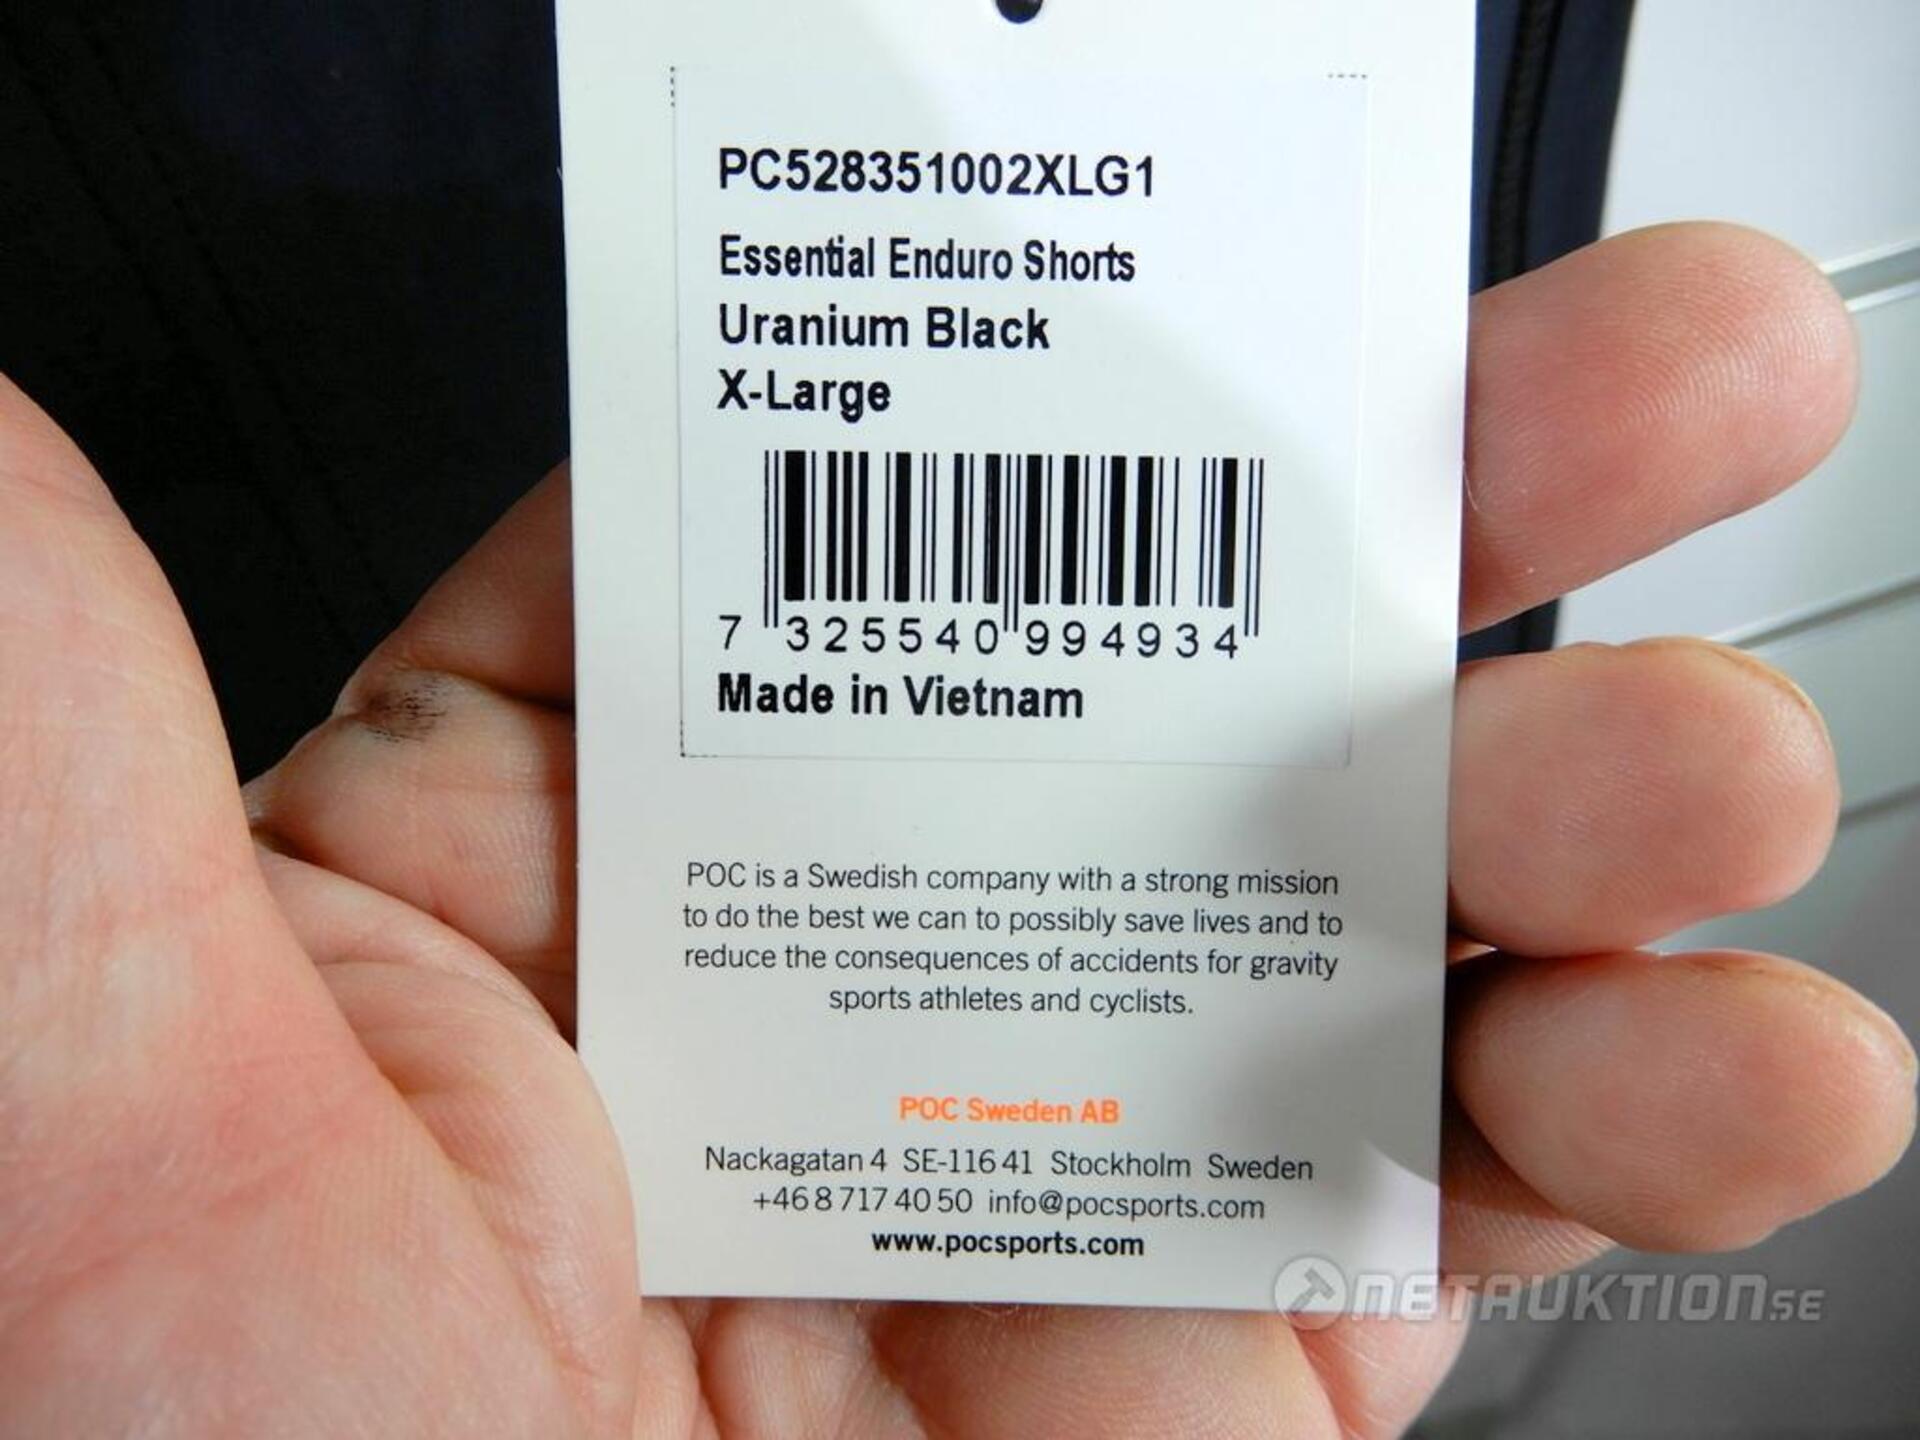 PC528351002XLG1
Essential Enduro Shorts
Uranium Black
X-Large
7 325540 994934
Made in Vietnam
POC is a Swedish company with a strong mission
to do the best we can to possibly save lives and to
reduce the consequences of accidents for gravity
sports athletes and cyclists.
POC Sweden AB
Nackagatan 4 SE-116 41 Stockholm Sweden
+46 8 717 40 50 info@pocsports.com
www.pocsports.com
NETAUKTION.SE